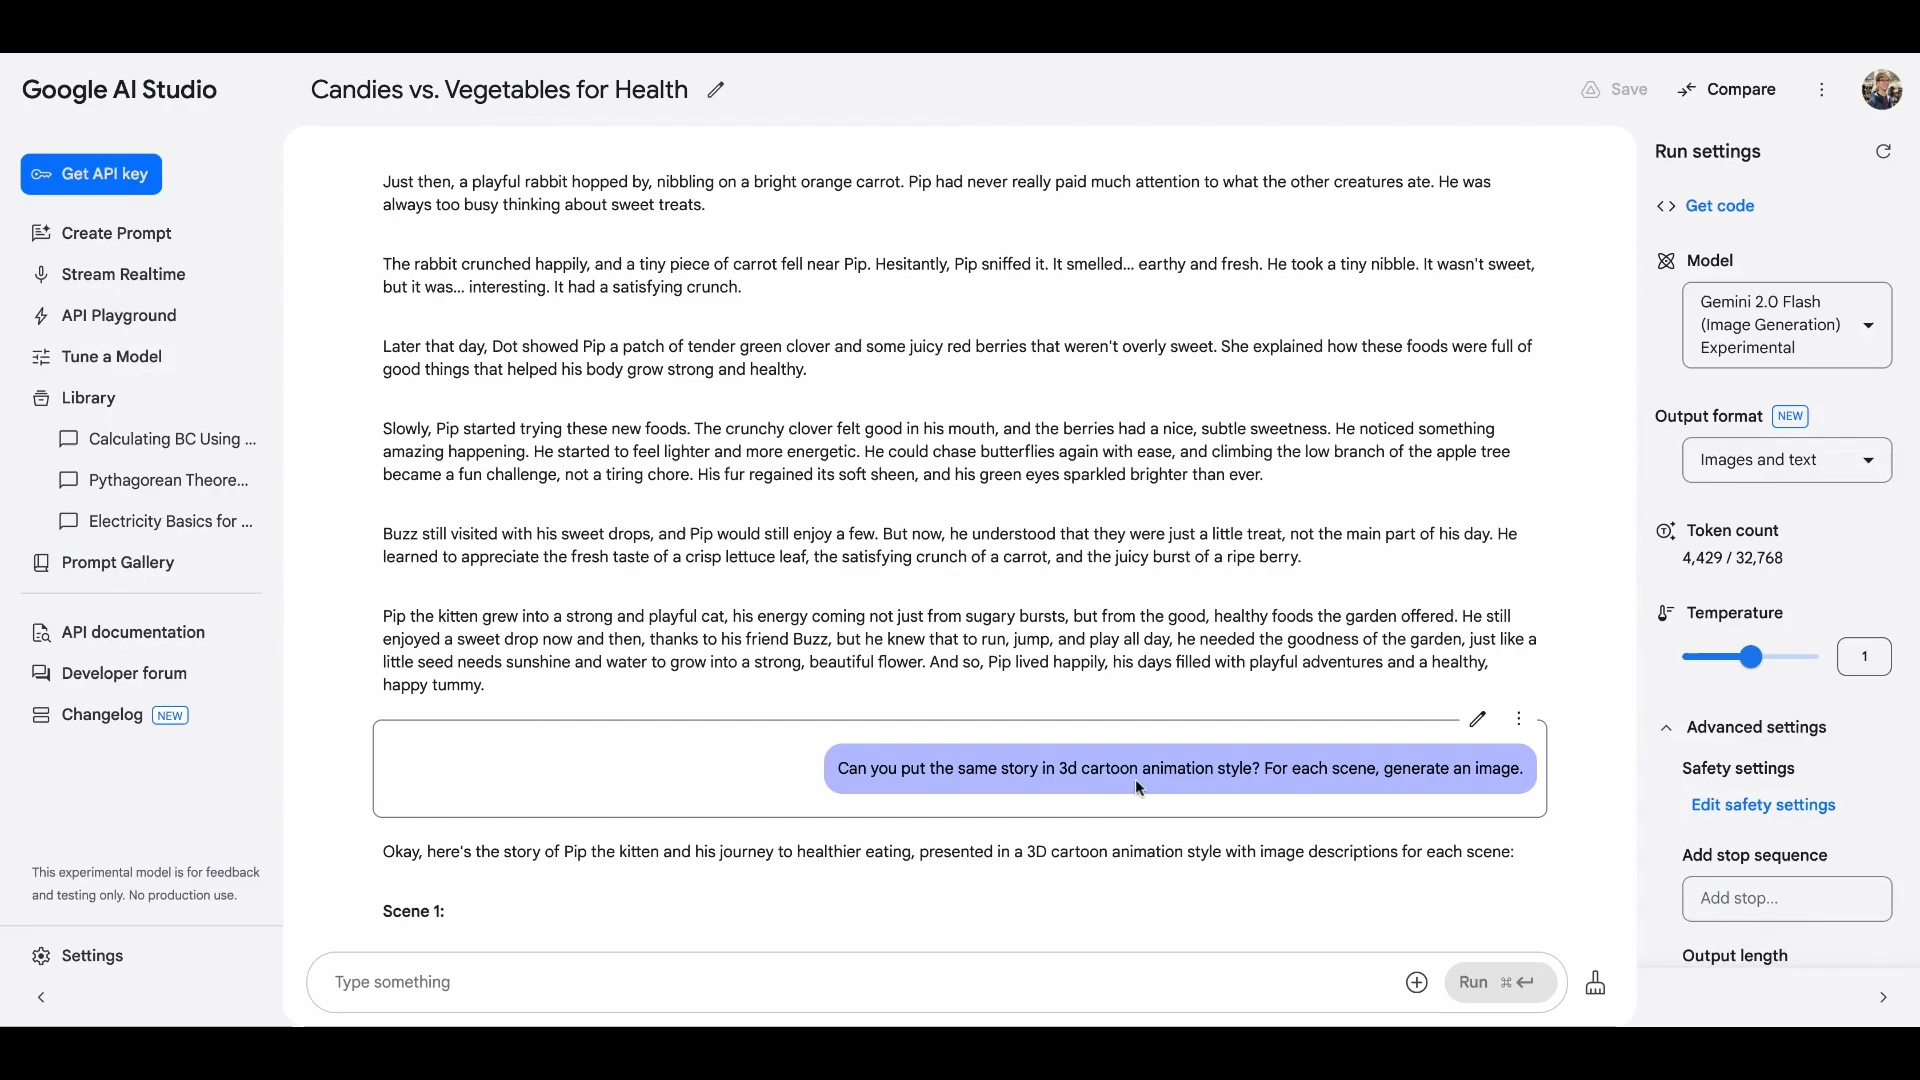 Google AI Studio
Candies vs. Vegetables for Health
Save
Compare
Get API key
Create Prompt
Stream Realtime
API Playground
Tune a Model
Library
Calculating BC Using ...
Pythagorean Theore...
Electricity Basics for ...
Prompt Gallery
API documentation
Developer forum
Changelog NEW
This experimental model is for feedback
and testing only. No production use.
Settings
Just then, a playful rabbit hopped by, nibbling on a bright orange carrot. Pip had never really paid much attention to what the other creatures ate. He was
always too busy thinking about sweet treats.
The rabbit crunched happily, and a tiny piece of carrot fell near Pip. Hesitantly, Pip sniffed it. It smelled... earthy and fresh. He took a tiny nibble. It wasn't sweet,
but it was... interesting. It had a satisfying crunch.
Later that day, Dot showed Pip a patch of tender green clover and some juicy red berries that weren't overly sweet. She explained how these foods were full of
good things that helped his body grow strong and healthy.
Slowly, Pip started trying these new foods. The crunchy clover felt good in his mouth, and the berries had a nice, subtle sweetness. He noticed something
amazing happening. He started to feel lighter and more energetic. He could chase butterflies again with ease, and climbing the low branch of the apple tree
became a fun challenge, not a tiring chore. His fur regained its soft sheen, and his green eyes sparkled brighter than ever.
Buzz still visited with his sweet drops, and Pip would still enjoy a few. But now, he understood that they were just a little treat, not the main part of his day. He
learned to appreciate the fresh taste of a crisp lettuce leaf, the satisfying crunch of a carrot, and the juicy burst of a ripe berry.
Pip the kitten grew into a strong and playful cat, his energy coming not just from sugary bursts, but from the good, healthy foods the garden offered. He still
enjoyed a sweet drop now and then, thanks to his friend Buzz, but he knew that to run, jump, and play all day, he needed the goodness of the garden, just like a
little seed needs sunshine and water to grow into a strong, beautiful flower. And so, Pip lived happily, his days filled with playful adventures and a healthy,
happy tummy.
Can you put the same story in 3d cartoon animation style? For each scene, generate an image.
Okay, here's the story of Pip the kitten and his journey to healthier eating, presented in a 3D cartoon animation style with image descriptions for each scene:
Scene 1:
Type something
Run ⌘ ↵
Run settings
Get code
Model
Gemini 2.0 Flash
(Image Generation)
Experimental
Output format NEW
Images and text
Token count
4,429 / 32,768
Temperature
1
Advanced settings
Safety settings
Edit safety settings
Add stop sequence
Add stop...
Output length